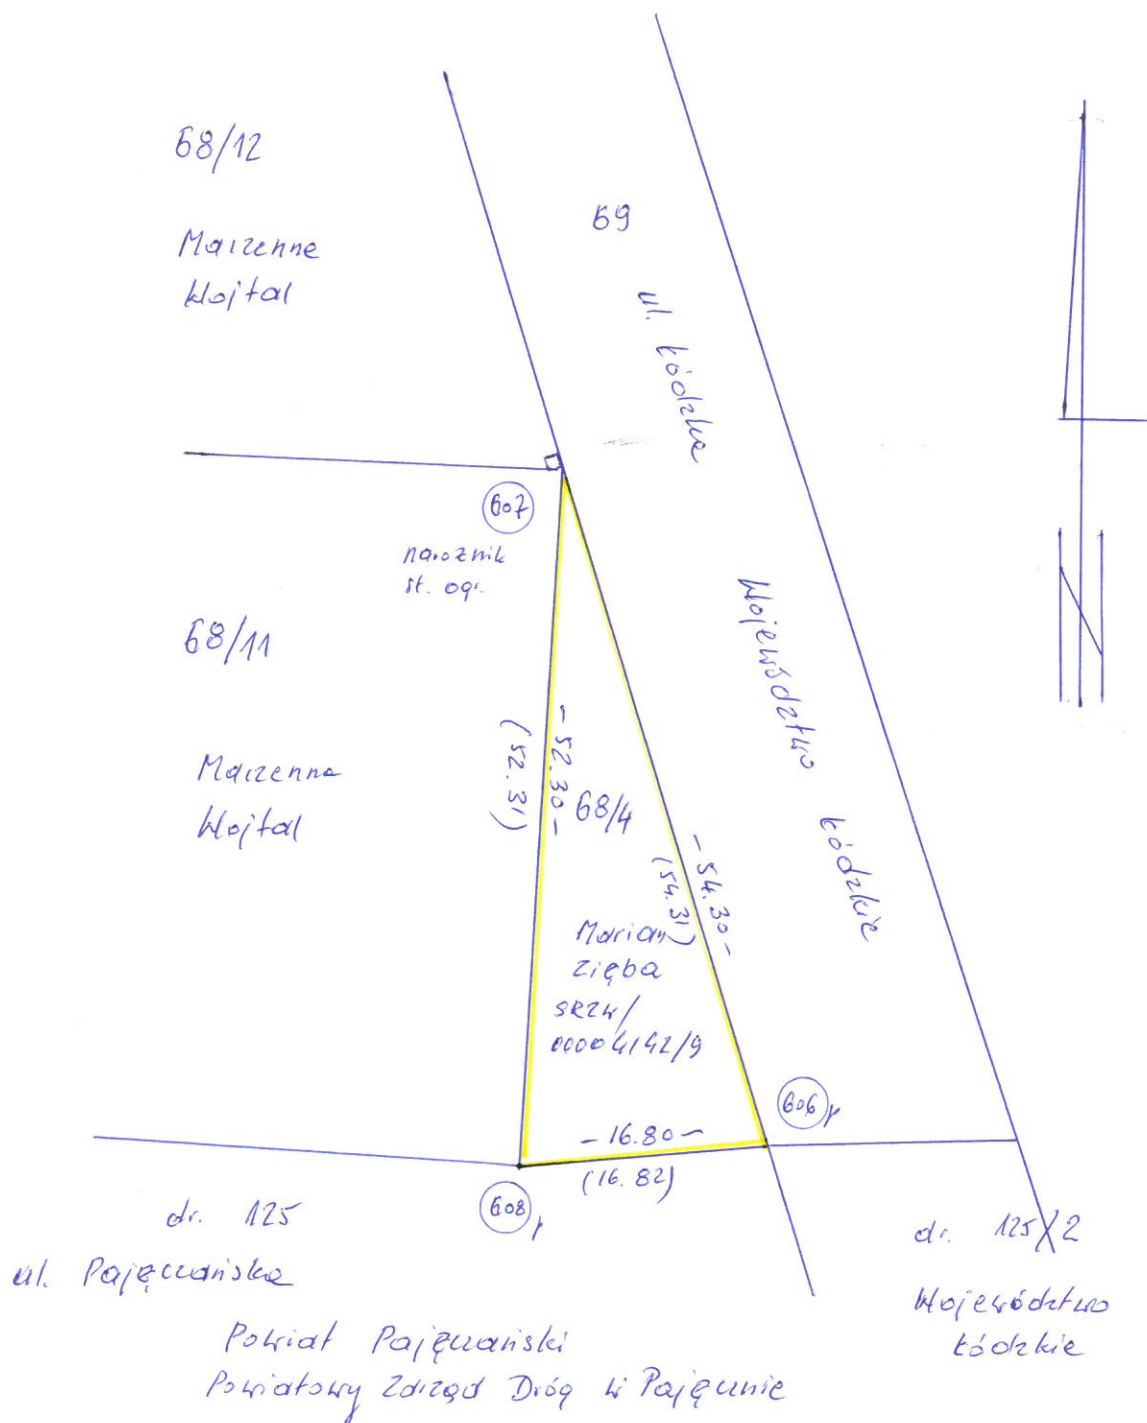 68/12
Marzenna
Wojtal
69
ul. Łódzka
607
narożnik
st. ogr.
68/11
Województwo Łódzkie
Marzenna
Wojtal
- 52.30 -
(52.31)
68/4
- 54.30 -
(54.31)
Marian
Zięba
SR2W/
00004142/9
606
- 16.80 -
(16.82)
608
dr. 125
ul. Pajęczańska
dr. 125/2
Województwo
Łódzkie
Powiat Pajęczański
Powiatowy Zarząd Dróg w Pajęcznie